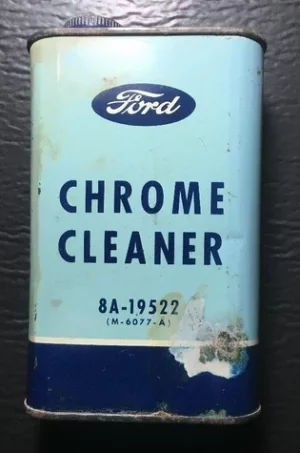 Ford
CHROME
CLEANER
8A-19522
(M-6077-A)